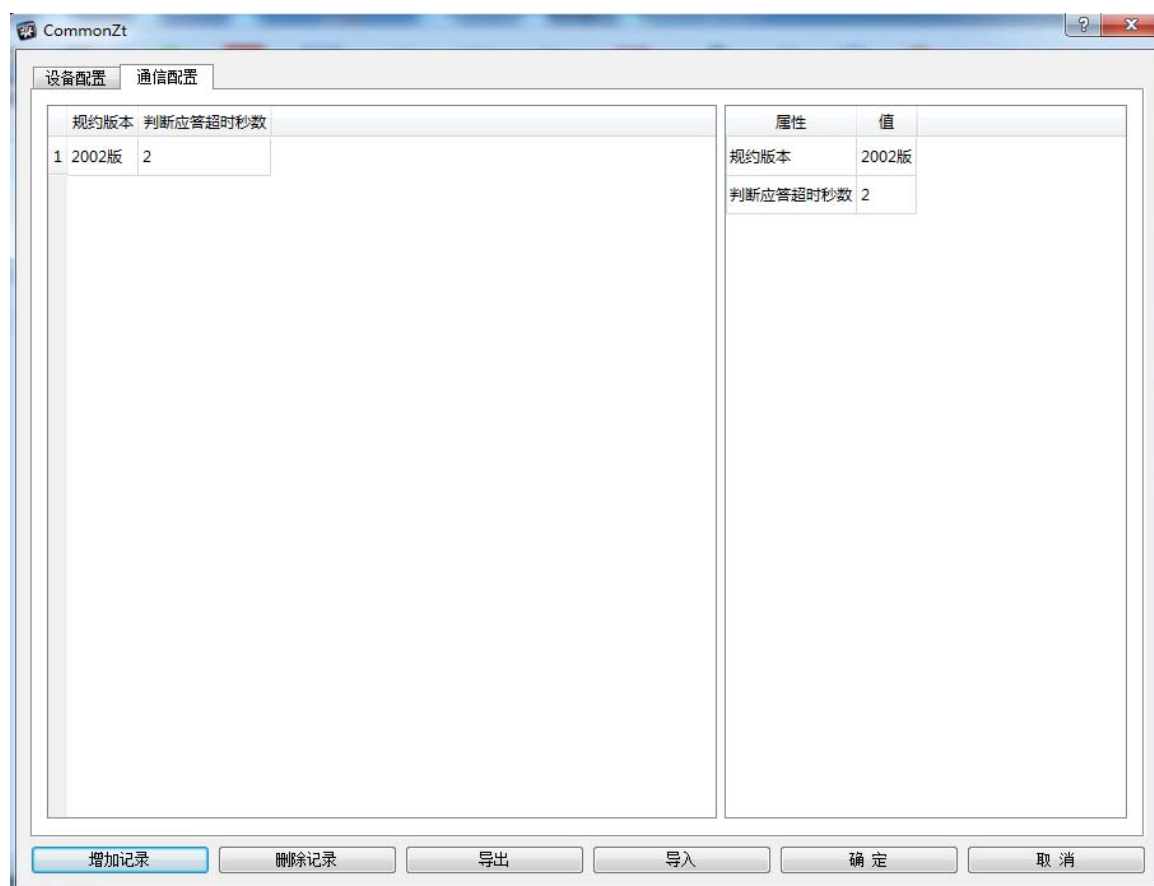 CommonZt
设备配置 通信配置
规约版本 判断应答超时秒数
1 2002版 2
属性 值
规约版本 2002版
判断应答超时秒数 2
增加记录 删除记录 导出 导入 确 定 取 消